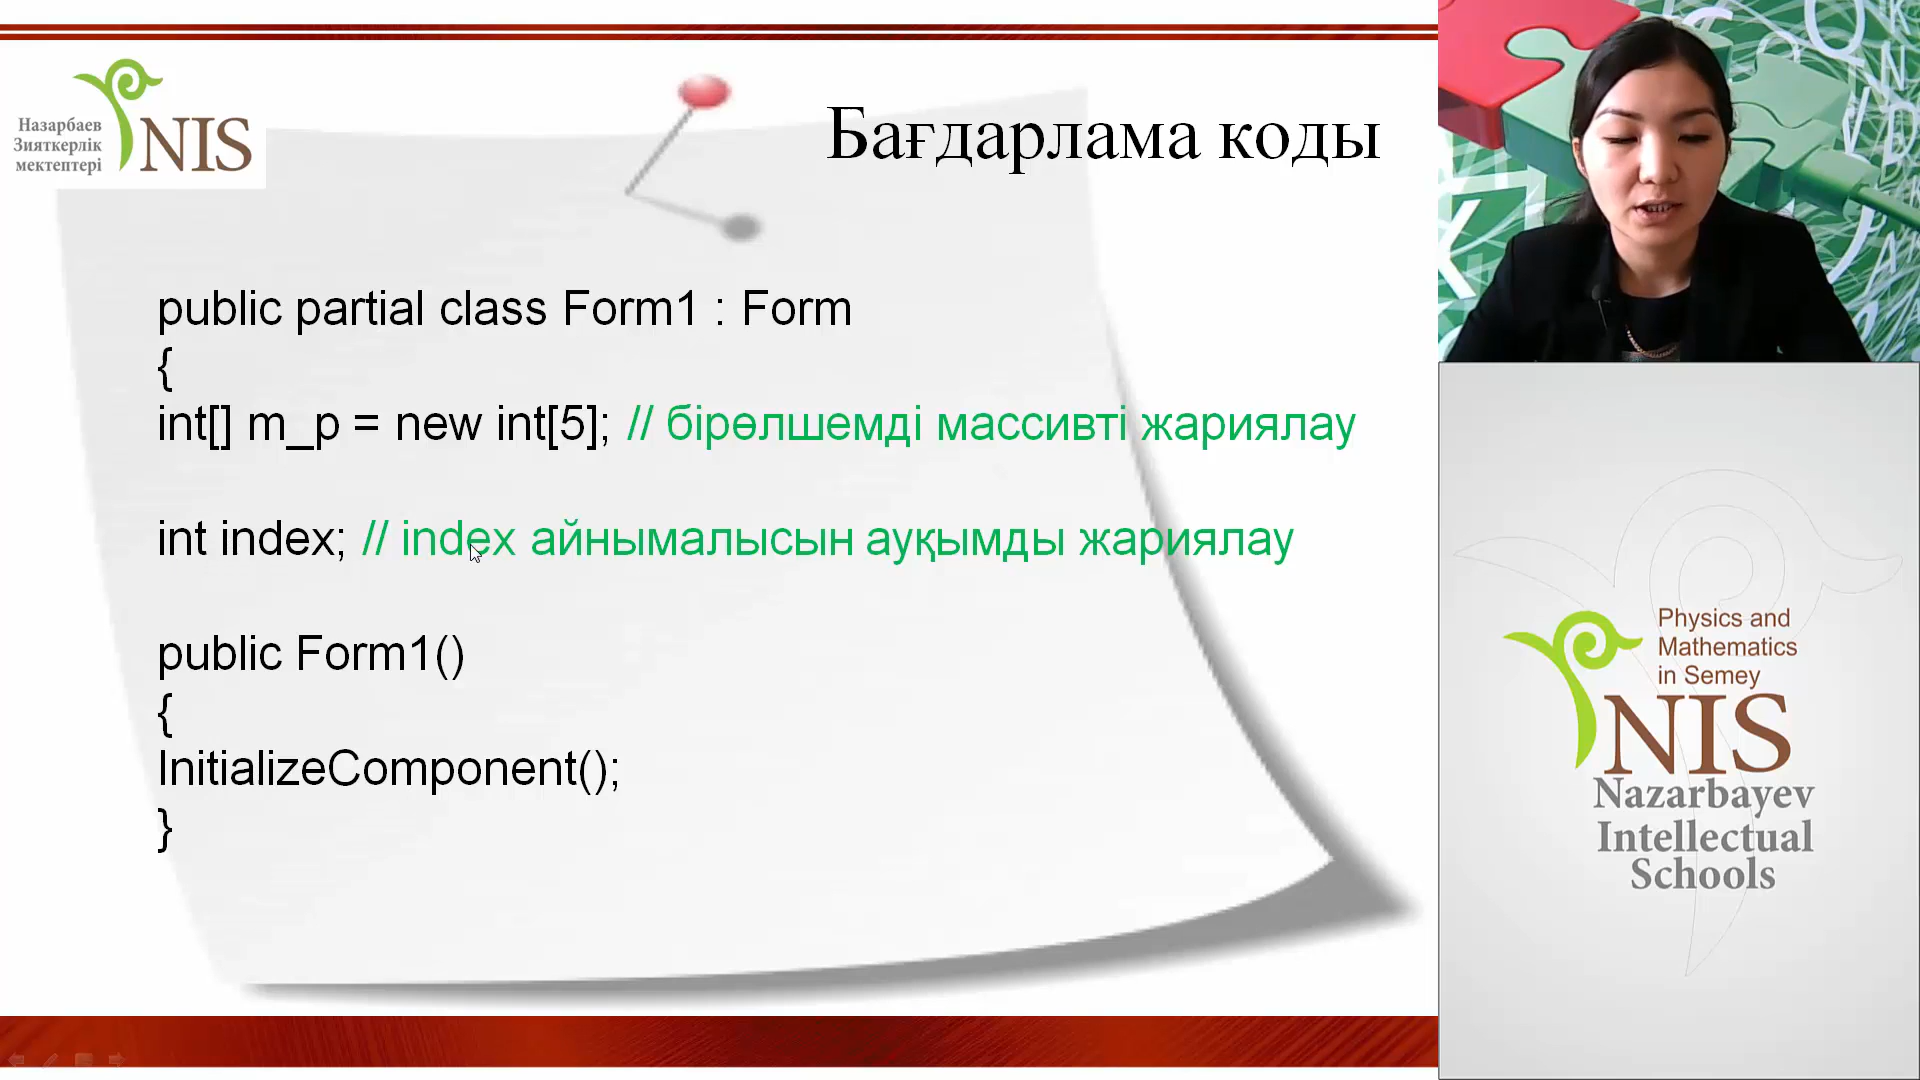 Назарбаев
Зияткерлік
мектептері
NIS
Бағдарлама коды
public partial class Form1 : Form
{
int[] m_p = new int[5]; // бірөлшемді массивті жариялау
int index; // index айнымалысын ауқымды жариялау
public Form1()
{
InitializeComponent();
}
Physics and
Mathematics
in Semey
NIS
Nazarbayev
Intellectual
Schools